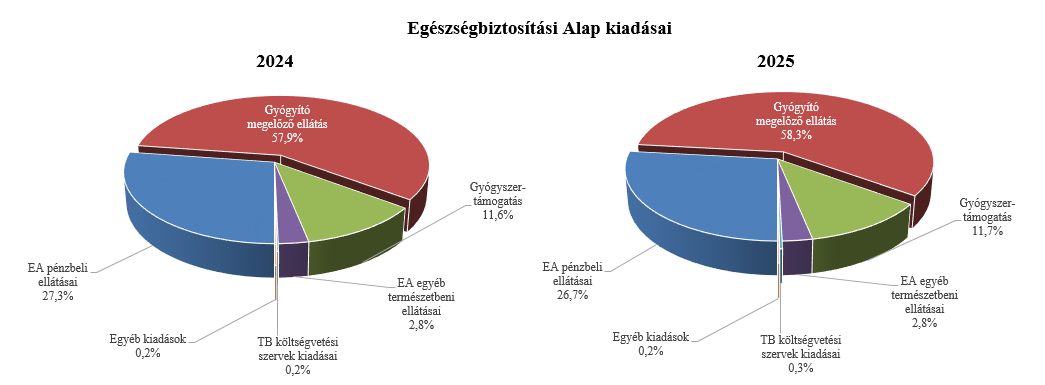 Egészségbiztosítási Alap kiadásai
2024
Gyógyító
megelőző ellátás
57,9%
Gyógyszer-
támogatás
11,6%
EA pénzbeli
ellátásai
27,3%
EA egyéb
természetbeni
ellátásai
2,8%
Egyéb kiadások
0,2%
TB költségvetési
szervek kiadásai
0,2%
2025
Gyógyító
megelőző ellátás
58,3%
Gyógyszer-
támogatás
11,7%
EA pénzbeli
ellátásai
26,7%
EA egyéb
természetbeni
ellátásai
2,8%
Egyéb kiadások
0,2%
TB költségvetési
szervek kiadásai
0,3%